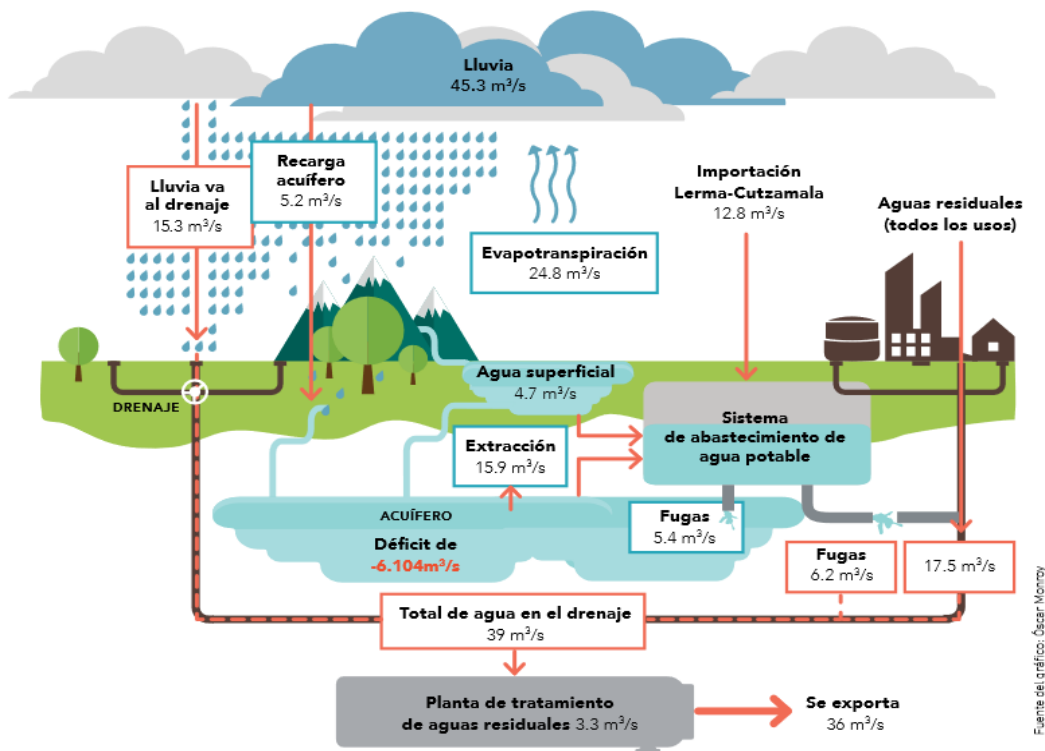 Lluvia
45.3 m³/s
Lluvia va
al drenaje
15.3 m³/s
Recarga
acuífero
5.2 m³/s
Evapotranspiración
24.8 m³/s
Importación
Lerma-Cutzamala
12.8 m³/s
Aguas residuales
(todos los usos)
DRENAJE
Agua superficial
4.7 m³/s
Extracción
15.9 m³/s
Sistema
de abastecimiento de
agua potable
ACUÍFERO
Déficit de
-6.104m³/s
Fugas
5.4 m³/s
Fugas
6.2 m³/s
17.5 m³/s
Total de agua en el drenaje
39 m³/s
Planta de tratamiento
de aguas residuales 3.3 m³/s
Se exporta
36 m³/s
Fuente del gráfico: Óscar Monroy